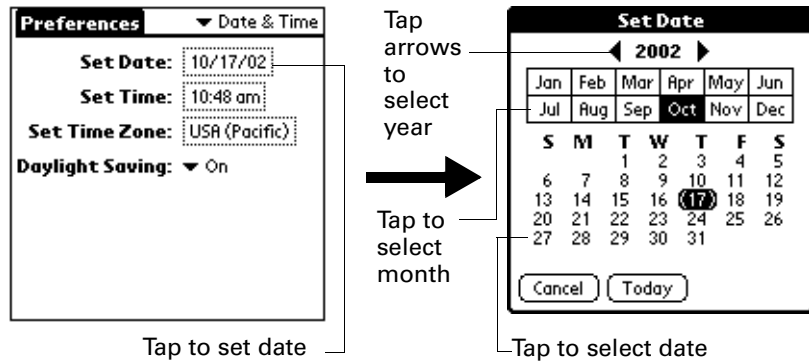 Preferences
Date & Time
Set Date: 10/17/02
Set Time: 10:48 am
Set Time Zone: USA (Pacific)
Daylight Saving: On
Tap to set date
Tap
arrows
to
select
year
Tap to
select
month
Set Date
2002
Jan Feb Mar Apr May Jun
Jul Aug Sep Oct Nov Dec
S M T W T F S
1 2 3 4 5
6 7 8 9 10 11 12
13 14 15 16 17 18 19
20 21 22 23 24 25 26
27 28 29 30 31
Cancel Today
Tap to select date